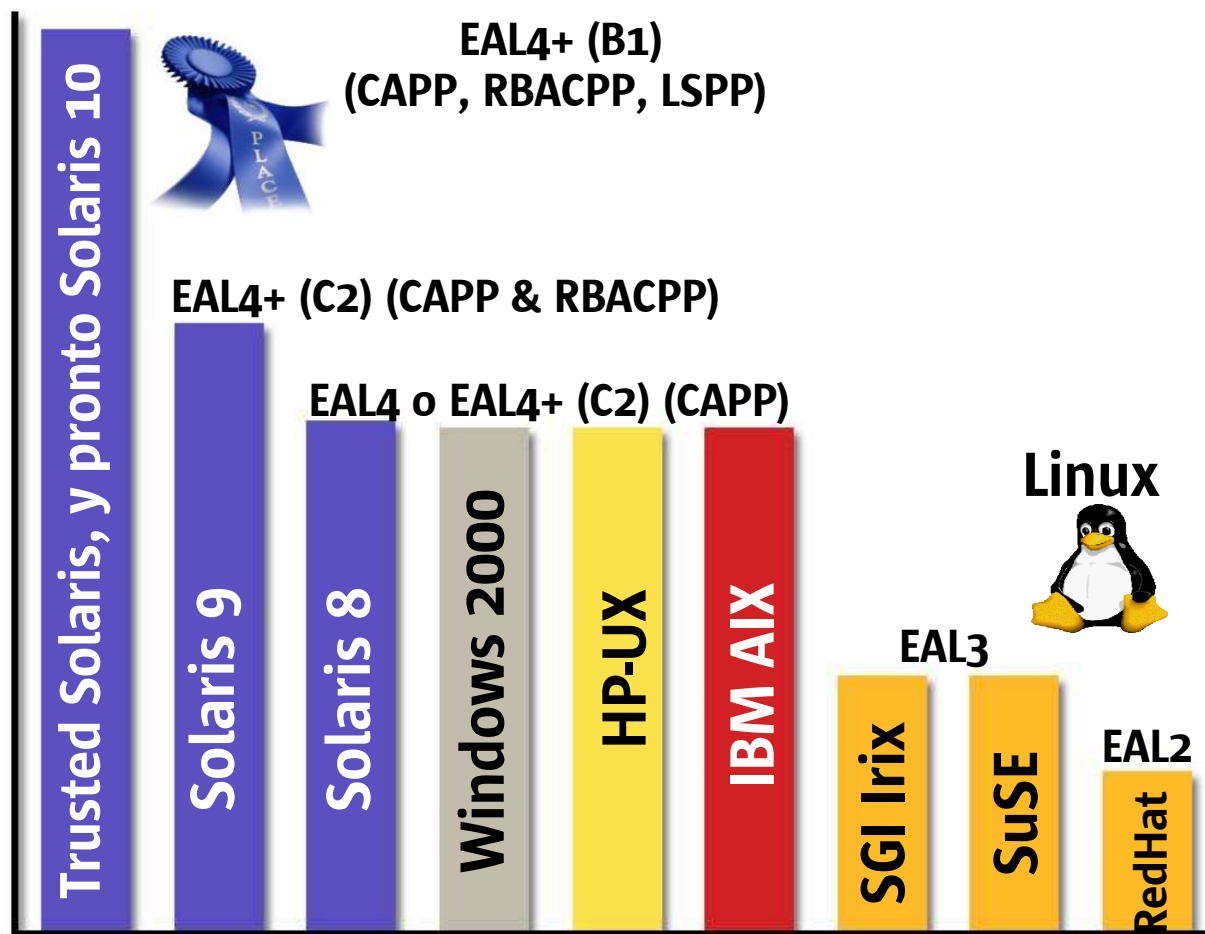 EAL4+ (B1)
(CAPP, RBACPP, LSPP)
PLACE
Trusted Solaris, y pronto Solaris 10
EAL4+ (C2) (CAPP & RBACPP)
Solaris 9
EAL4 o EAL4+ (C2) (CAPP)
Solaris 8
Windows 2000
HP-UX
IBM AIX
Linux
EAL3
SGI Irix
SuSE
EAL2
RedHat